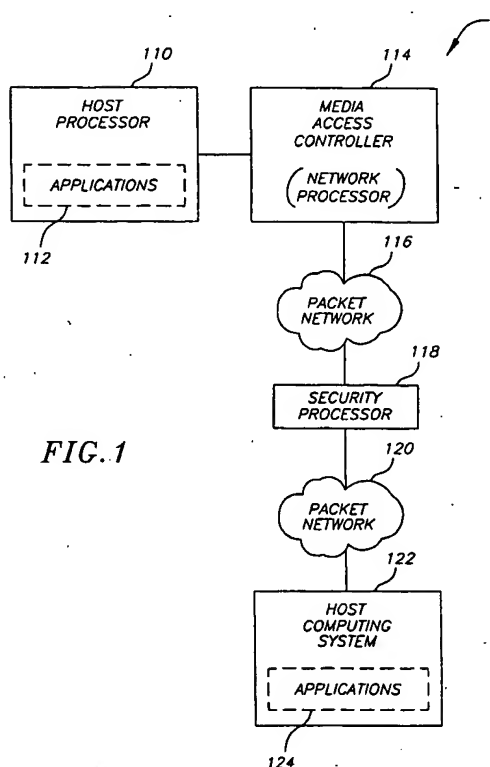 110
HOST
PROCESSOR
APPLICATIONS
112
114
MEDIA
ACCESS
CONTROLLER
(NETWORK
PROCESSOR)
116
PACKET
NETWORK
118
SECURITY
PROCESSOR
FIG. 1
120
PACKET
NETWORK
122
HOST
COMPUTING
SYSTEM
APPLICATIONS
124